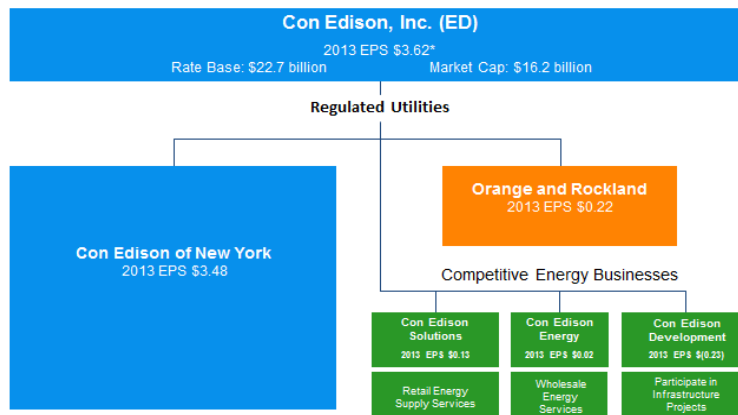 Con Edison, Inc. (ED)
2013 EPS $3.62*
Rate Base: $22.7 billion Market Cap: $16.2 billion
Regulated Utilities
Con Edison of New York
2013 EPS $3.48
Orange and Rockland
2013 EPS $0.22
Competitive Energy Businesses
Con Edison
Solutions
2013 EPS $0.13
Retail Energy
Supply Services
Con Edison
Energy
2013 EPS $0.02
Wholesale
Energy
Services
Con Edison
Development
2013 EPS $(0.23)
Participate in
Infrastructure
Projects